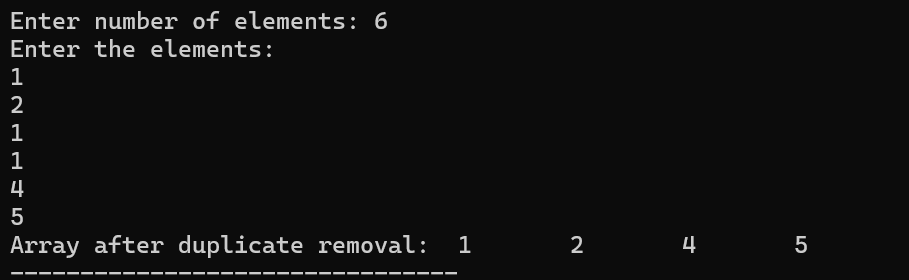 Enter number of elements: 6
Enter the elements:
1
2
1
1
4
5
Array after duplicate removal:  1       2       4       5
--------------------------------